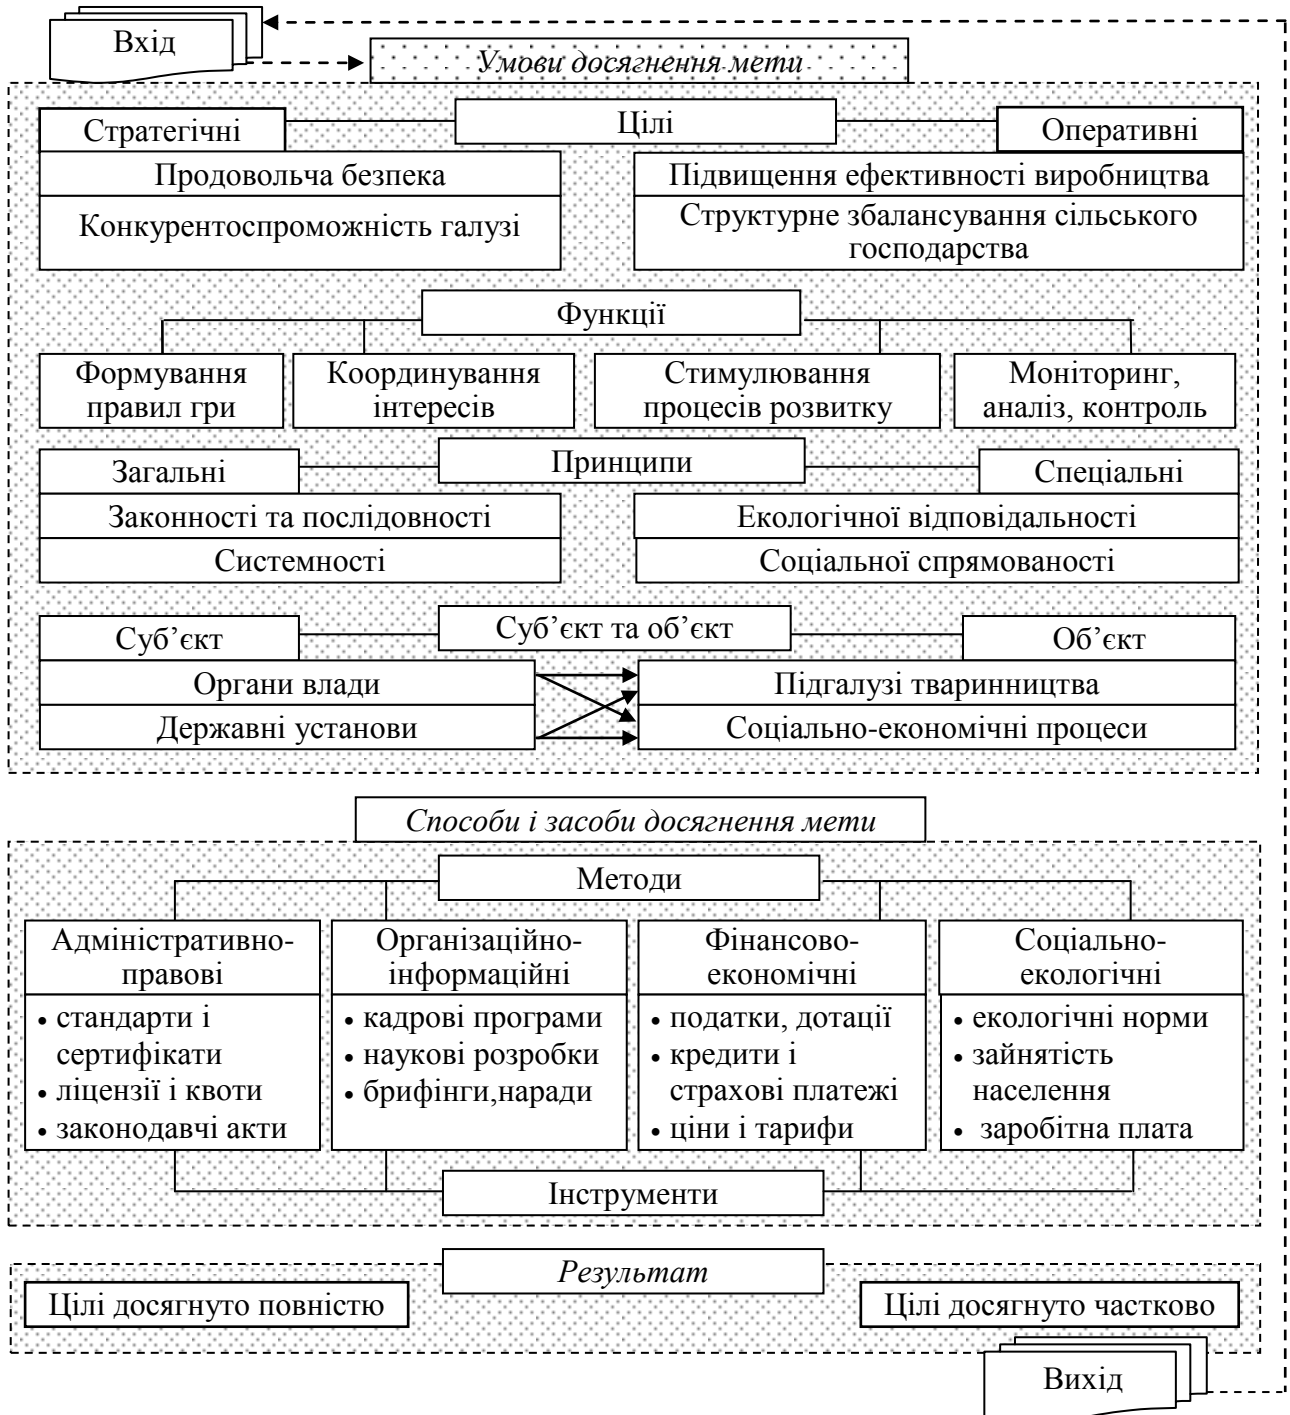 Вхід
Умови досягнення мети
Стратегічні
Цілі
Оперативні
Продовольча безпека
Підвищення ефективності виробництва
Конкурентоспроможність галузі
Структурне збалансування сільського
господарства
Функції
Формування
правил гри
Координування
інтересів
Стимулювання
процесів розвитку
Моніторинг,
аналіз, контроль
Загальні
Принципи
Спеціальні
Законності та послідовності
Екологічної відповідальності
Системності
Соціальної спрямованості
Суб’єкт
Суб’єкт та об’єкт
Об’єкт
Органи влади
Підгалузі тваринництва
Державні установи
Соціально-економічні процеси
Способи і засоби досягнення мети
Методи
Адміністративно-
правові
• стандарти і
сертифікати
• ліцензії і квоти
• законодавчі акти
Організаційно-
інформаційні
• кадрові програми
• наукові розробки
• брифінги,наради
Фінансово-
економічні
• податки, дотації
• кредити і
страхові платежі
• ціни і тарифи
Соціально-
екологічні
• екологічні норми
• зайнятість
населення
• заробітна плата
Інструменти
Результат
Цілі досягнуто повністю
Цілі досягнуто частково
Вихід